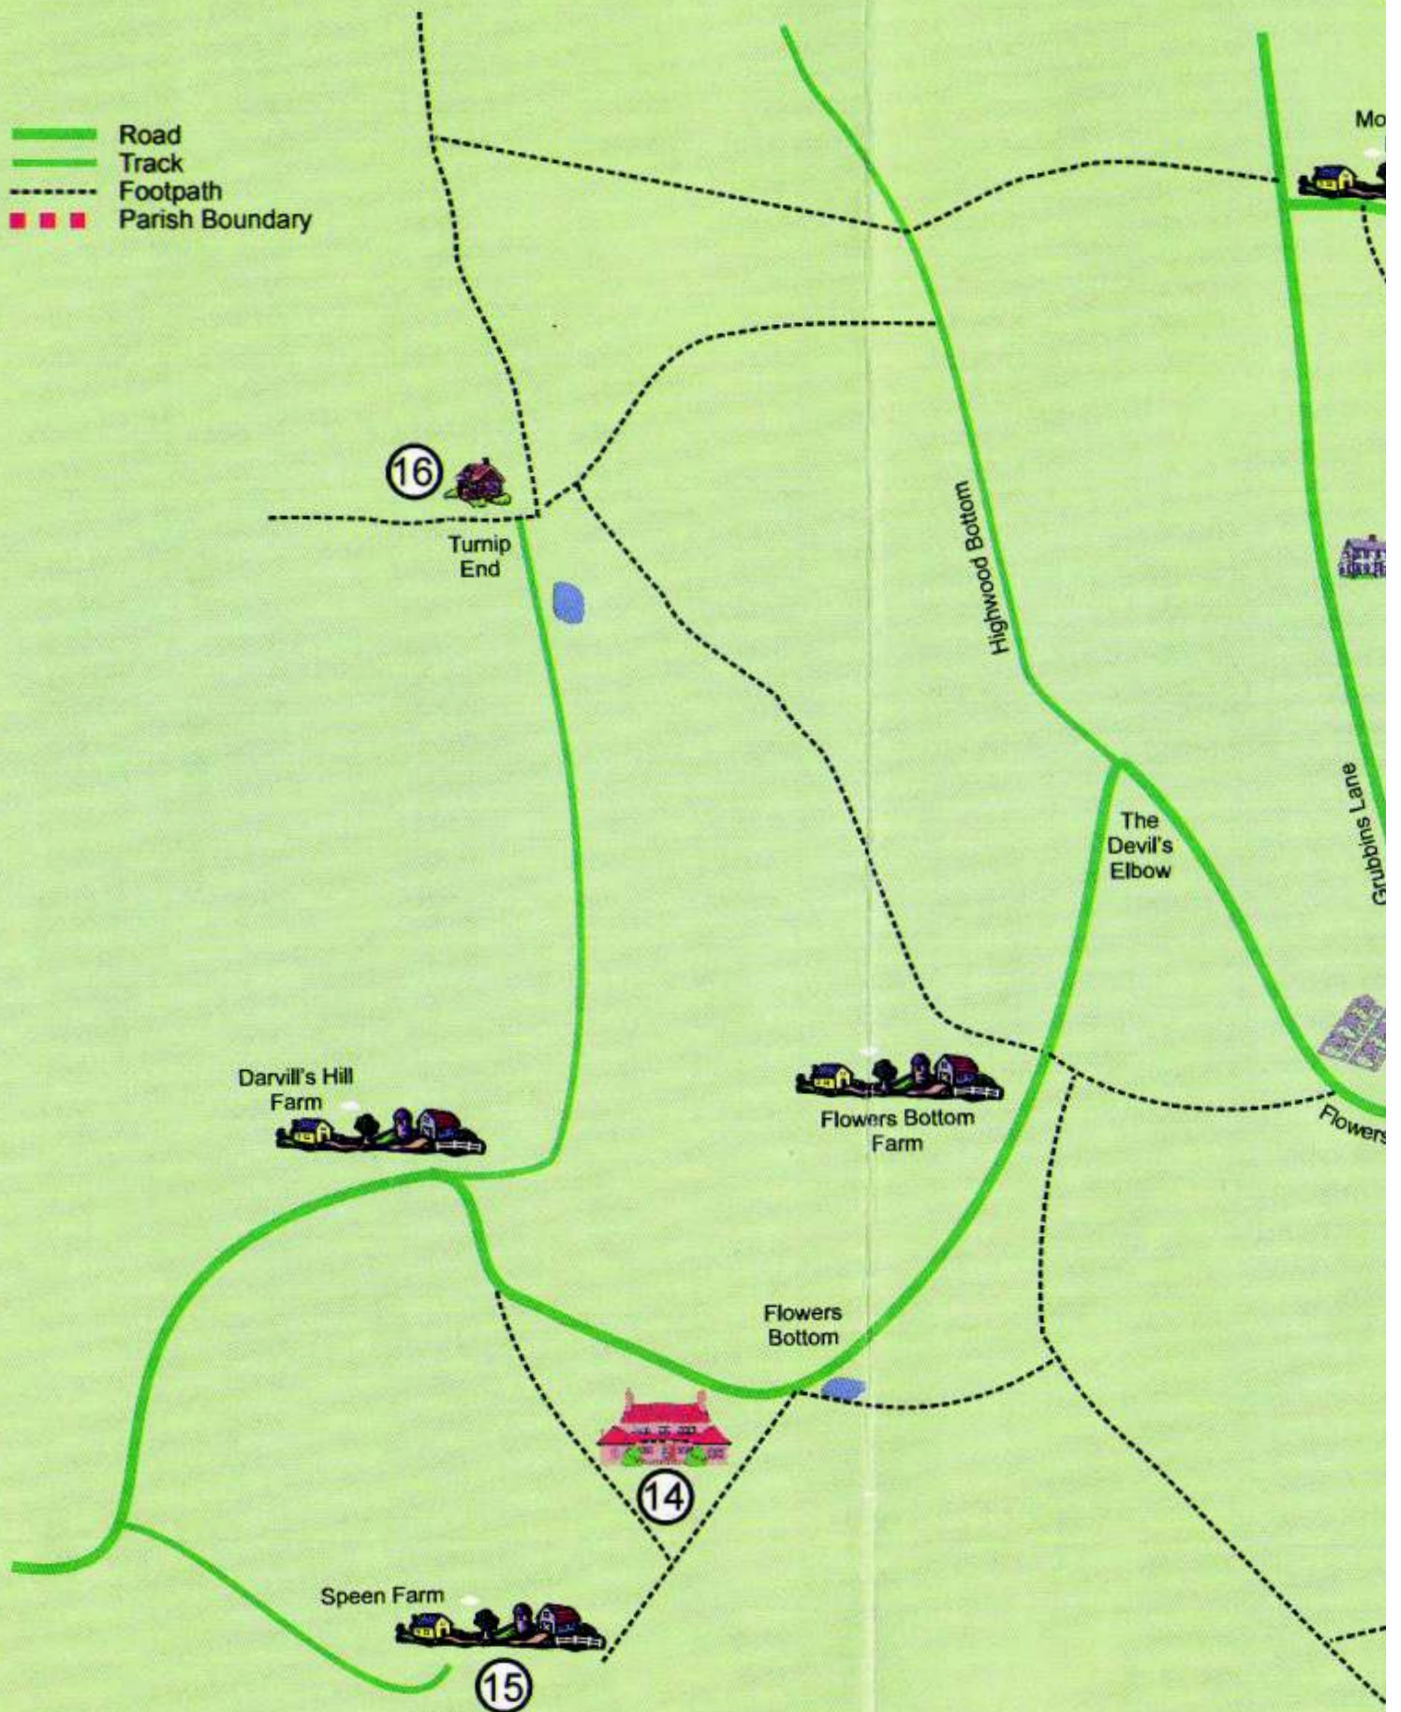 Road
Track
Footpath
Parish Boundary
Mo
16
Turnip
End
Highwood Bottom
The
Devil's
Elbow
Grubbins Lane
Darvill's Hill
Farm
Flowers Bottom
Farm
Flowers
Flowers
Bottom
14
Speen Farm
15